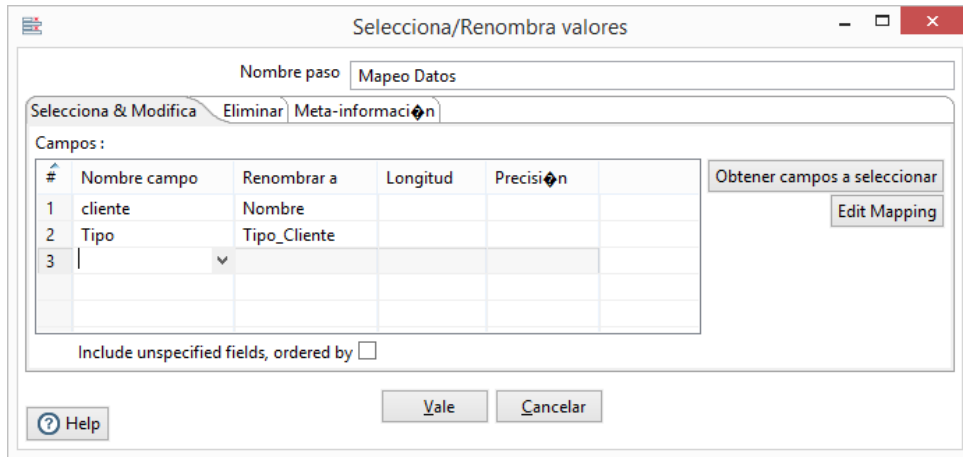 Selecciona/Renombra valores
Nombre paso Mapeo Datos
Selecciona & Modifica Eliminar Meta-informaci�n
Campos :
# Nombre campo Renombrar a Longitud Precisi�n
Obtener campos a seleccionar
1 cliente Nombre
Edit Mapping
2 Tipo Tipo_Cliente
3
Include unspecified fields, ordered by
Vale Cancelar
Help